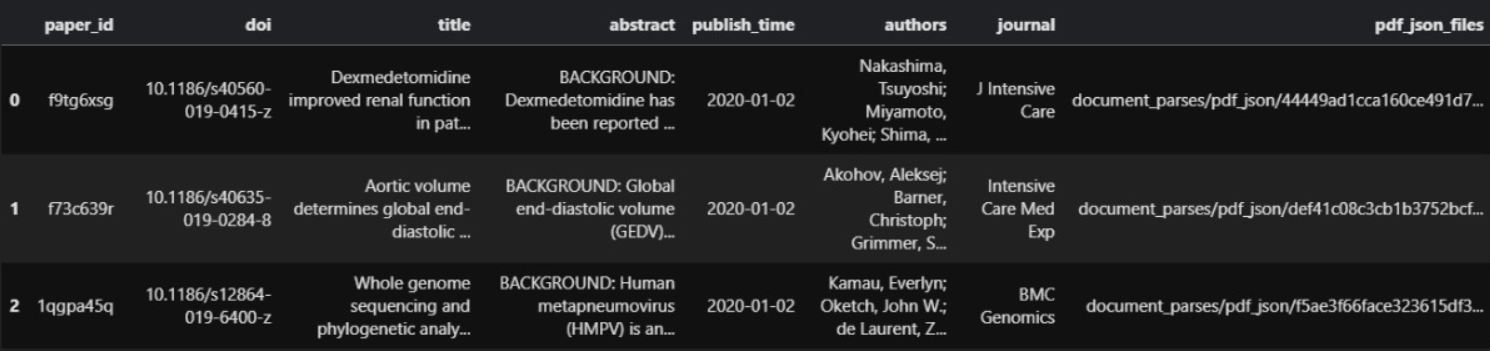 paper_id doi title abstract publish_time authors journal pdf_json_files
0 f9tg6xsg 10.1186/s40560-
019-0415-z Dexmedetomidine
improved renal function
in pat... BACKGROUND:
Dexmedetomidine has
been reported ... 2020-01-02 Nakashima,
Tsuyoshi;
Miyamoto,
Kyohei; Shima, ... J Intensive
Care document_parses/pdf_json/44449ad1cca160ce491d7...
1 f73c639r 10.1186/s40635-
019-0284-8 Aortic volume
determines global end-
diastolic ... BACKGROUND: Global
end-diastolic volume
(GEDV)... 2020-01-02 Akohov, Aleksej;
Barner,
Christoph;
Grimmer, S... Intensive
Care Med
Exp document_parses/pdf_json/def41c08c3cb1b3752bcf...
2 1qgpa45q 10.1186/s12864-
019-6400-z Whole genome
sequencing and
phylogenetic analy... BACKGROUND: Human
metapneumovirus
(HMPV) is an... 2020-01-02 Kamau, Everlyn;
Oketch, John W.;
de Laurent, Z... BMC
Genomics document_parses/pdf_json/f5ae3f66face323615df3...